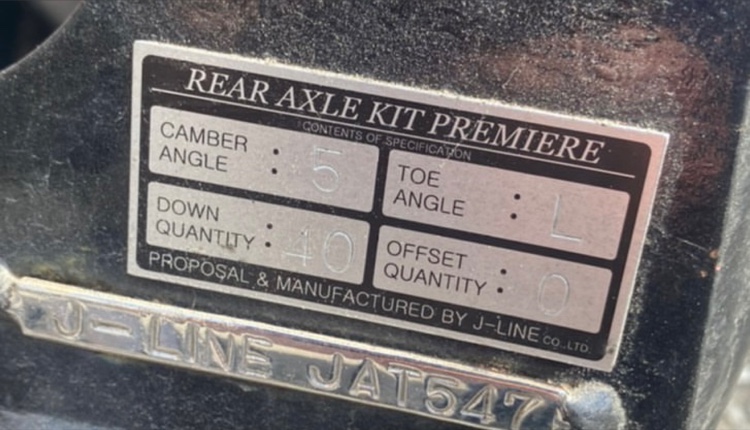 REAR AXLE KIT PREMIERE
CONTENTS OF SPECIFICATION
CAMBER ANGLE : 5
TOE ANGLE : L
DOWN QUANTITY : 40
OFFSET QUANTITY : 0
PROPOSAL & MANUFACTURED BY J-LINE CO.,LTD.
J-LINE JAT547